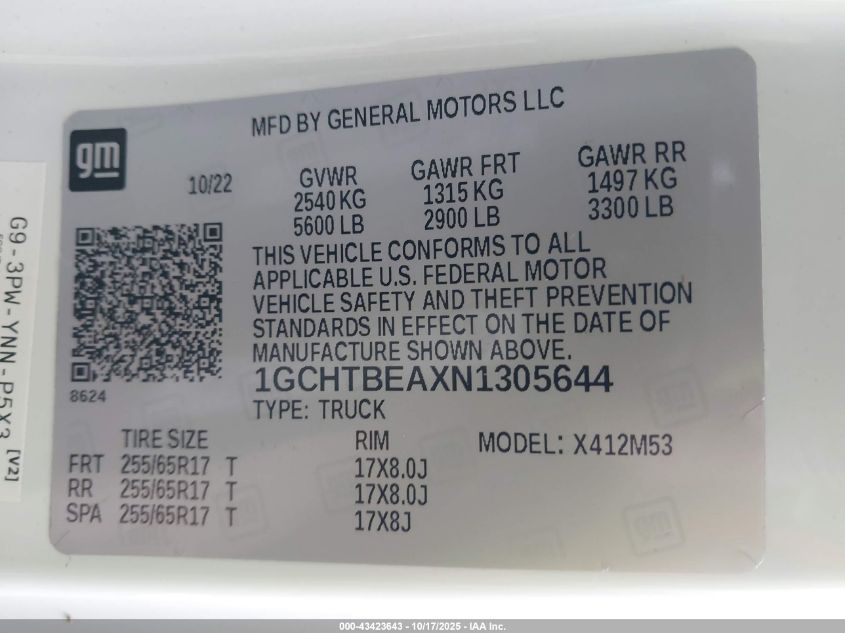 MFD BY GENERAL MOTORS LLC
gm
10/22
GVWR
2540 KG
5600 LB
GAWR FRT
1315 KG
2900 LB
GAWR RR
1497 KG
3300 LB
THIS VEHICLE CONFORMS TO ALL
APPLICABLE U.S. FEDERAL MOTOR
VEHICLE SAFETY AND THEFT PREVENTION
STANDARDS IN EFFECT ON THE DATE OF
MANUFACTURE SHOWN ABOVE.
8624
1GCHTBEAXN1305644
TYPE: TRUCK
TIRE SIZE
RIM
MODEL: X412M53
FRT 255/65R17 T 17X8.0J
RR 255/65R17 T 17X8.0J
SPA 255/65R17 T 17X8J
G9-3PW-YNN-P5X3 [V2]
000-43423643 - 10/17/2025 - IAA Inc.